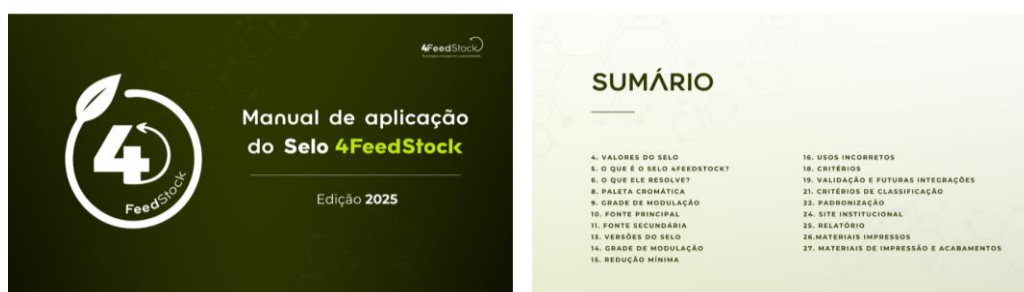 4FeedStock
Manual de aplicação
do Selo 4FeedStock
Edição 2025
4
FeedStock
SUMÁRIO
4. VALORES DO SELO
5. O QUE É O SELO 4FEEDSTOCK?
6. O QUE ELE RESOLVE?
8. PALETA CROMÁTICA
9. GRADE DE MODULAÇÃO
10. FONTE PRINCIPAL
11. FONTE SECUNDÁRIA
13. VERSÕES DO SELO
14. GRADE DE MODULAÇÃO
15. REDUÇÃO MÍNIMA
16. USOS INCORRETOS
18. CRITÉRIOS
19. VALIDAÇÃO E FUTURAS INTEGRAÇÕES
21. CRITÉRIOS DE CLASSIFICAÇÃO
22. PADRONIZAÇÃO
24. SITE INSTITUCIONAL
25. RELATÓRIO
26.MATERIAIS IMPRESSOS
27. MATERIAIS DE IMPRESSÃO E ACABAMENTOS